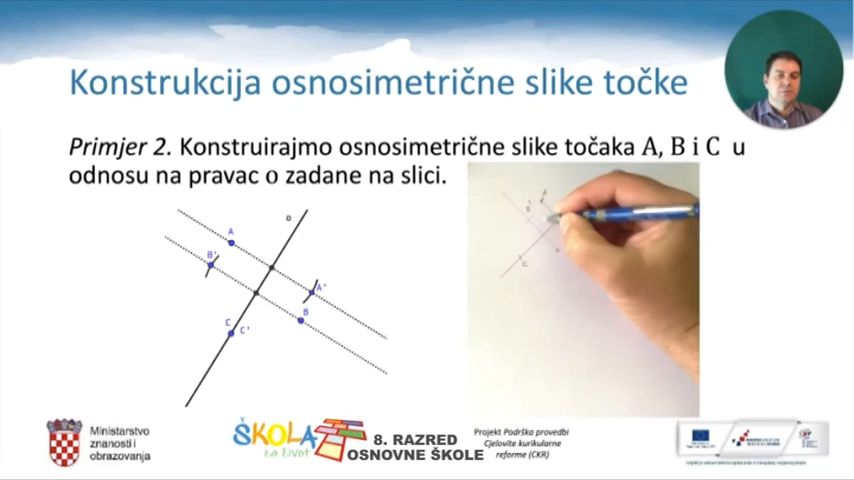 Konstrukcija osnosimetrične slike točke
Primjer 2. Konstruirajmo osnosimetrične slike točaka A, B i C u
odnosu na pravac o zadane na slici.
o
A
B'
A'
B
C
C'
A
B
C
Ministarstvo
znanosti i
obrazovanja
ŠKOLA
za život
8. RAZRED
OSNOVNE ŠKOLE
Projekt Podrška provedbi
Cjelovite kurikularne
reforme (CKR)